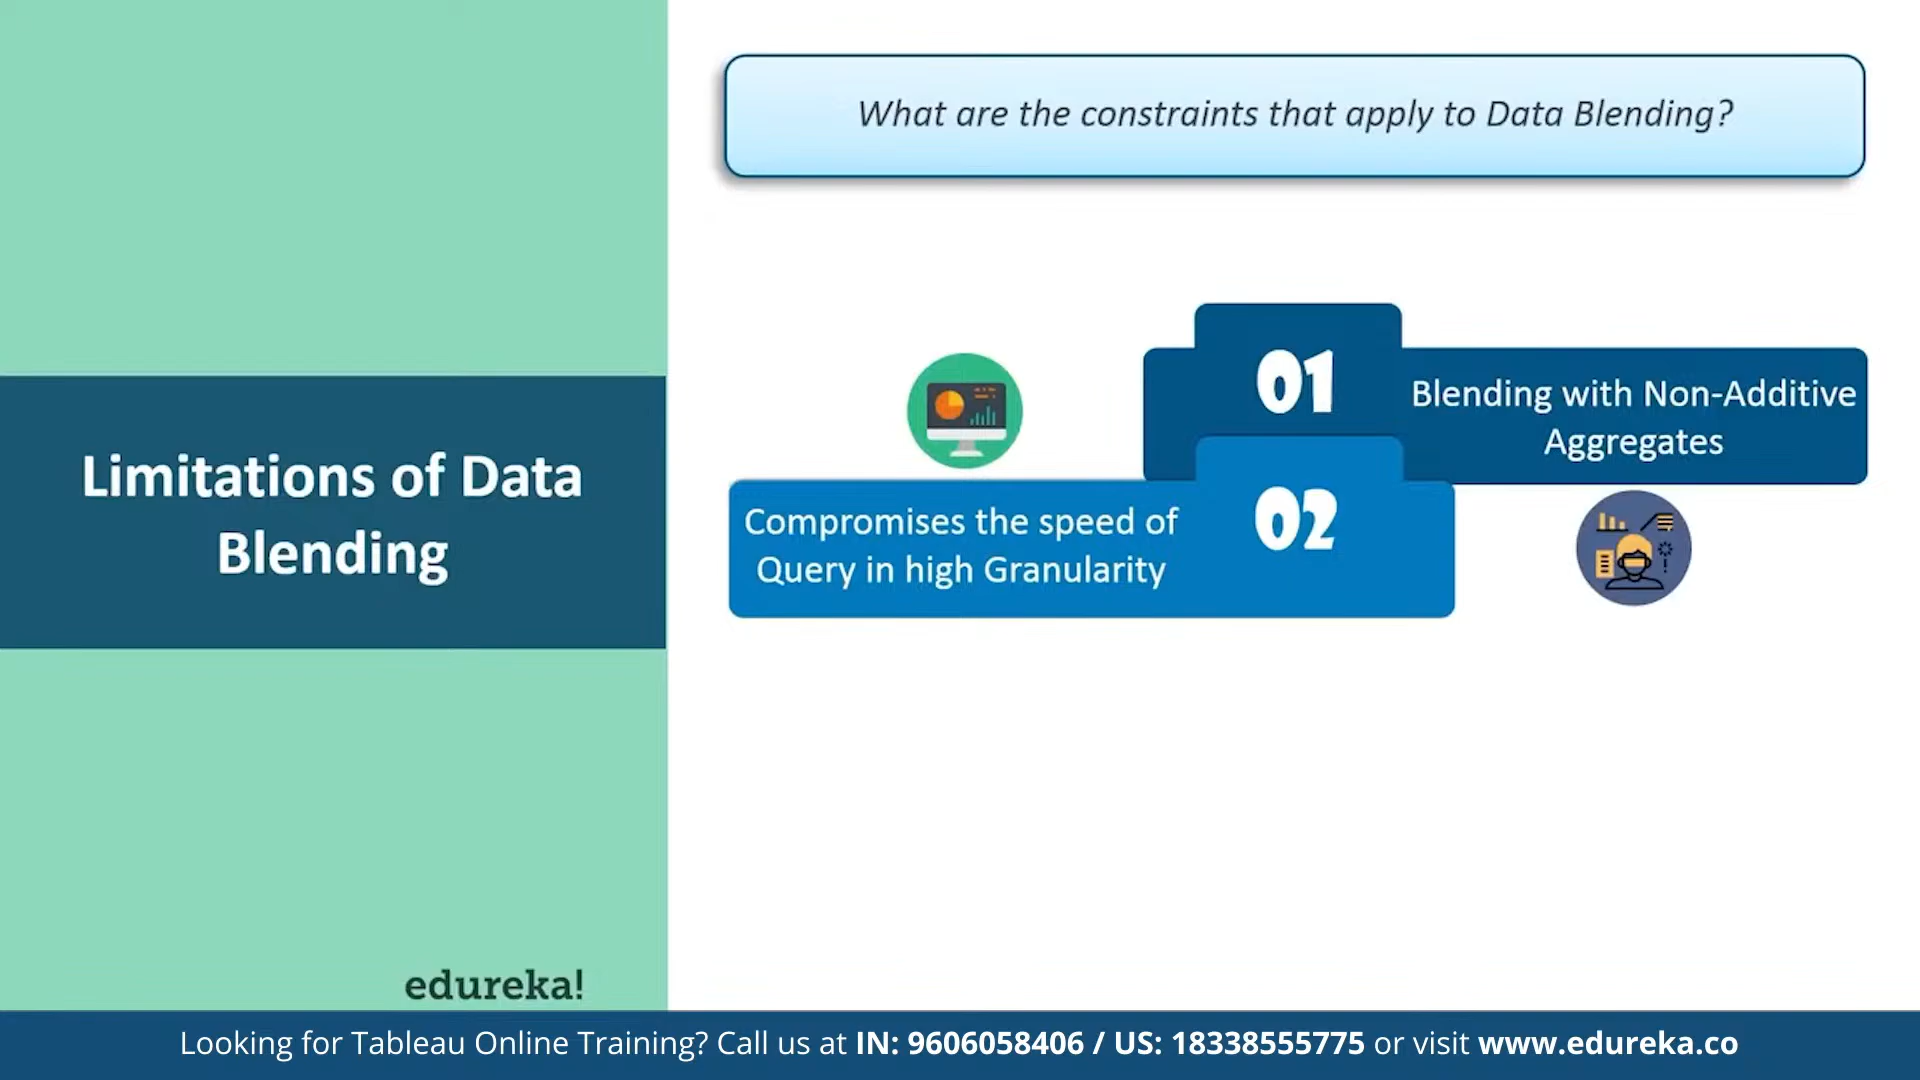 What are the constraints that apply to Data Blending?
01
Blending with Non-Additive
Aggregates
Compromises the speed of
Query in high Granularity
02
Limitations of Data
Blending
edureka!
Looking for Tableau Online Training? Call us at IN: 9606058406 / US: 18338555775 or visit www.edureka.co